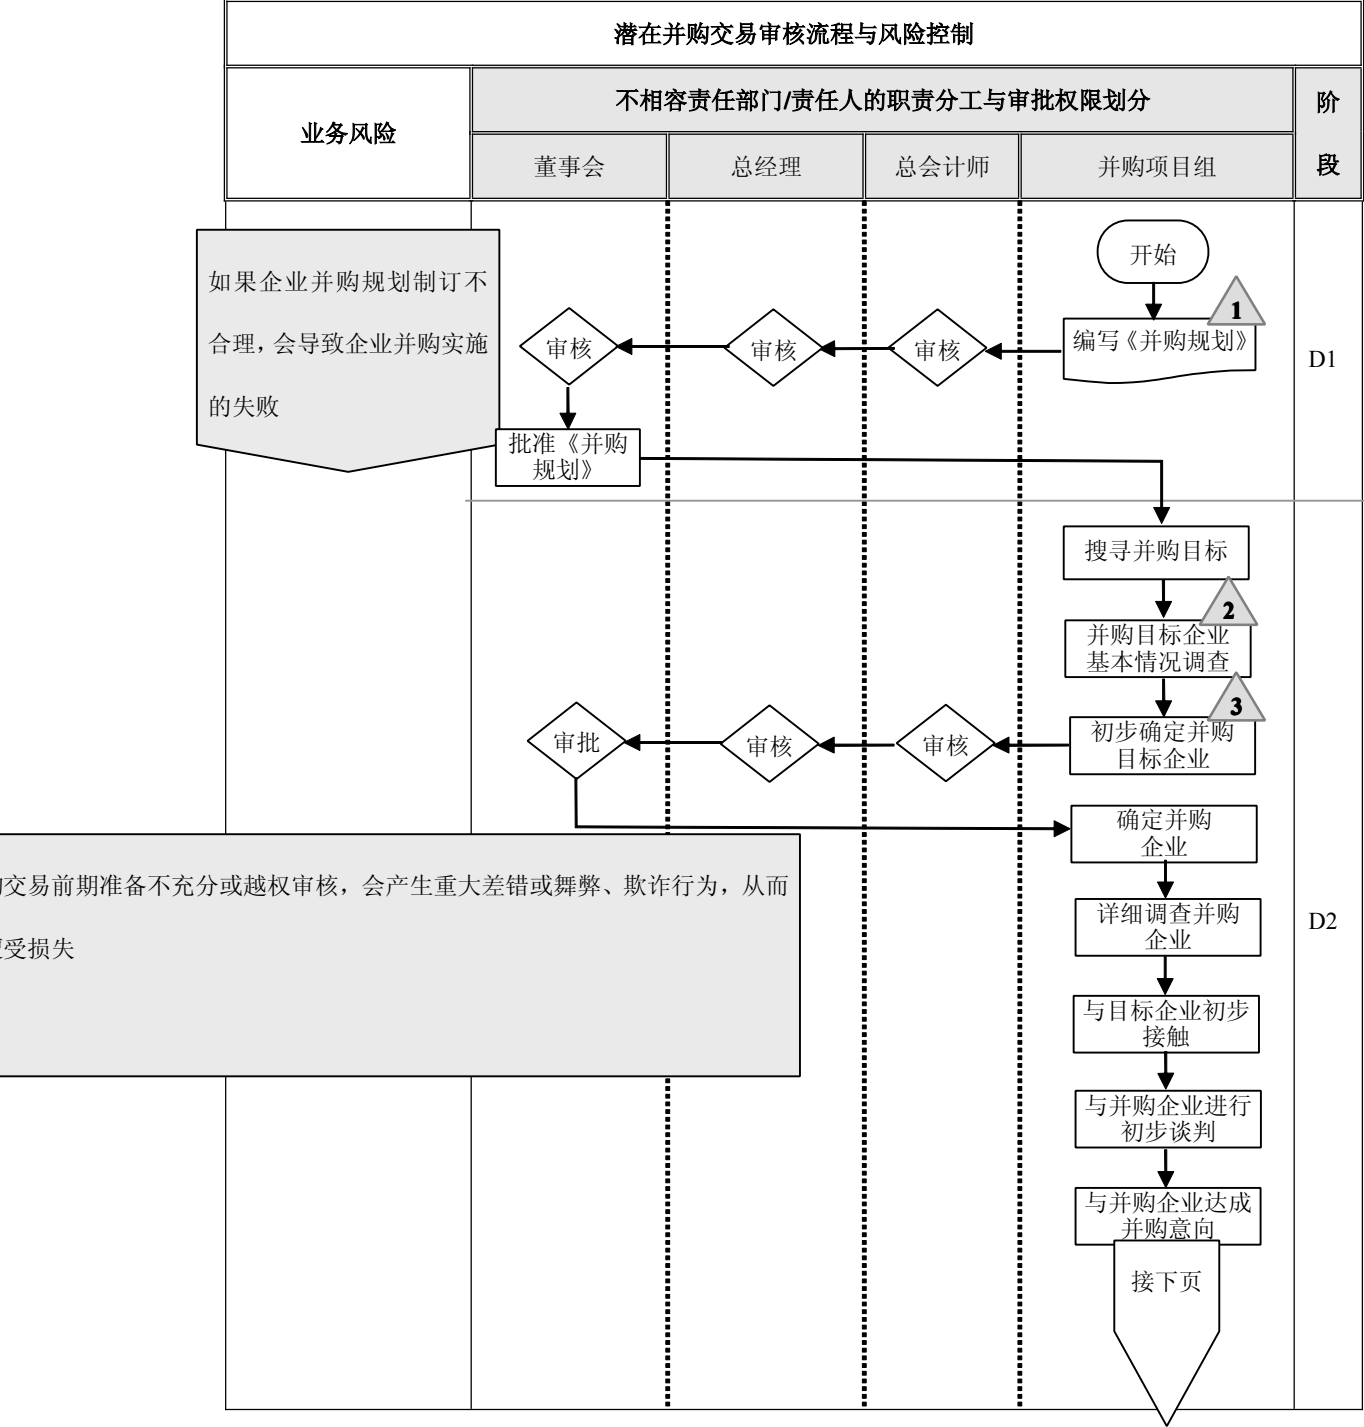 潜在并购交易审核流程与风险控制
业务风险
不相容责任部门/责任人的职责分工与审批权限划分
阶
段
董事会
总经理
总会计师
并购项目组
如果企业并购规划制订不
合理，会导致企业并购实施
的失败
开始
1
编写《并购规划》
审核
审核
审核
批准《并购
规划》
D1
搜寻并购目标
2
并购目标企业
基本情况调查
3
初步确定并购
目标企业
审核
审核
审批
确定并购
企业
交易前期准备不充分或越权审核，会产生重大差错或舞弊、欺诈行为，从而
受损失
详细调查并购
企业
D2
与目标企业初步
接触
与并购企业进行
初步谈判
与并购企业达成
并购意向
接下页